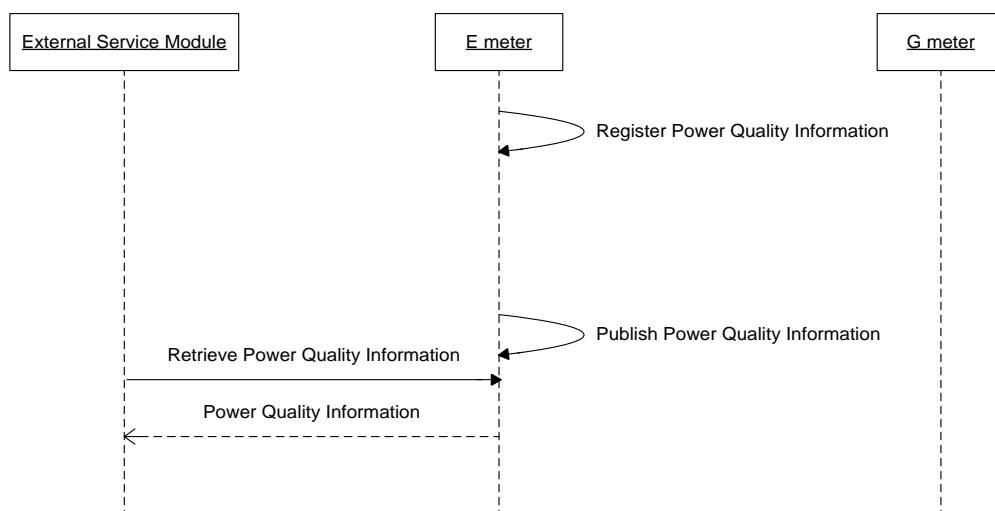 External Service Module
E meter
G meter
Register Power Quality Information
Publish Power Quality Information
Retrieve Power Quality Information
Power Quality Information